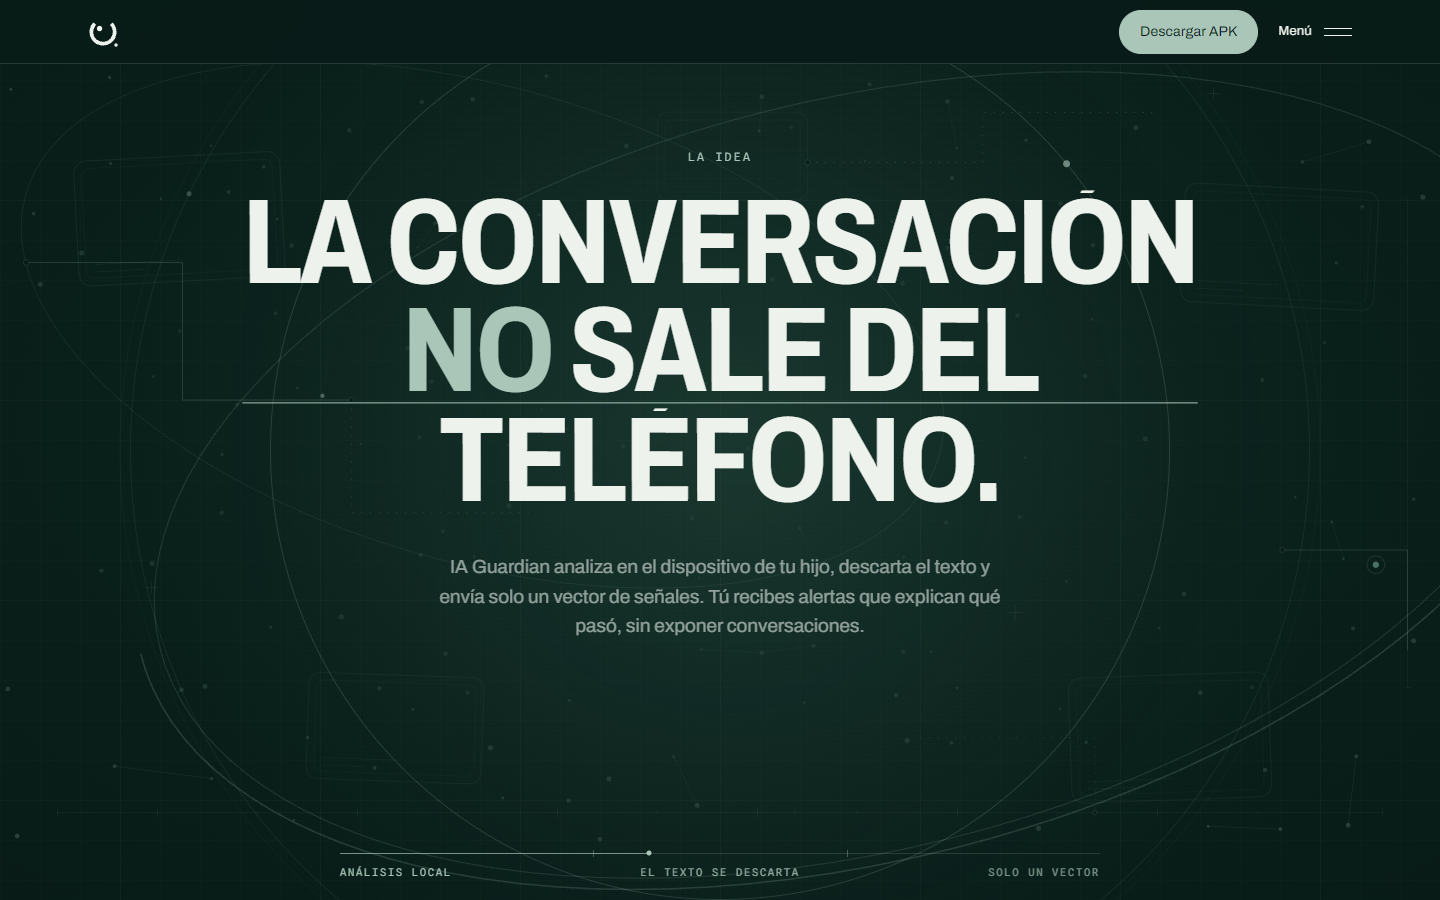 Descargar APK
Menú
LA IDEA
LA CONVERSACIÓN
NO SALE DEL
TELÉFONO.
IA Guardian analiza en el dispositivo de tu hijo, descarta el texto y
envía solo un vector de señales. Tú recibes alertas que explican qué
pasó, sin exponer conversaciones.
ANÁLISIS LOCAL
EL TEXTO SE DESCARTA
SOLO UN VECTOR